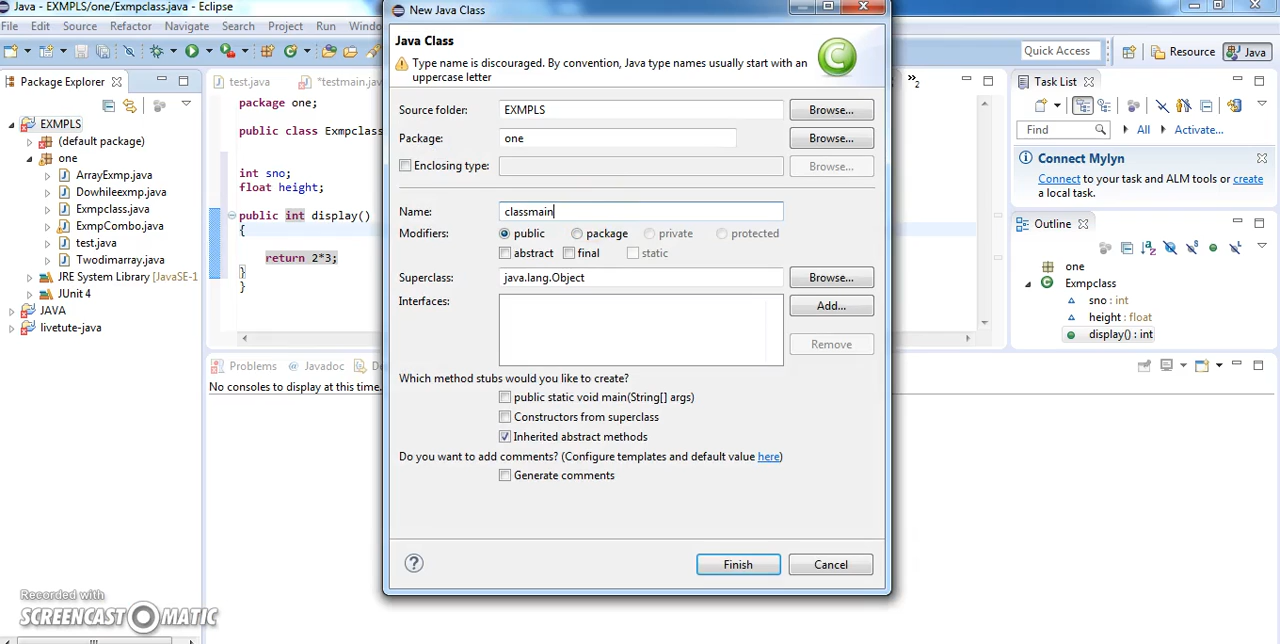 Java - EXMPLS/one/Exmpclass.java - Eclipse
New Java Class
File Edit Source Refactor Navigate Search Project Run
Quick Access
Resource
Java
Package Explorer
test.java
*testmain.java
"2
Task List
Java Class
Type name is discouraged. By convention, Java type names usually start with an
uppercase letter
EXMPLS
(default package)
one
ArrayExmp.java
Dowhileexmp.java
Exmpclass.java
ExmpCombo.java
test.java
Twodimarray.java
JRE System Library [JavaSE-1
JUnit 4
JAVA
livetute-java
package one;
public class Exmpclass
int sno;
float height;
public int display()
{
return 2*3;
}
}
Source folder: EXMPLS Browse...
Package: one Browse...
Enclosing type: Browse...
Name: classmain
Modifiers: public package private protected
abstract final static
Superclass: java.lang.Object Browse...
Interfaces: Add...
Remove
Which method stubs would you like to create?
public static void main(String[] args)
Constructors from superclass
Inherited abstract methods
Do you want to add comments? (Configure templates and default value here)
Generate comments
? Finish Cancel
Find All Activate...
Connect Mylyn
Connect to your task and ALM tools or create
a local task.
Outline
one
Exmpclass
sno : int
height : float
display() : int
Problems @ Javadoc
No consoles to display at this time.
Recorded with
SCREENCAST-O-MATIC